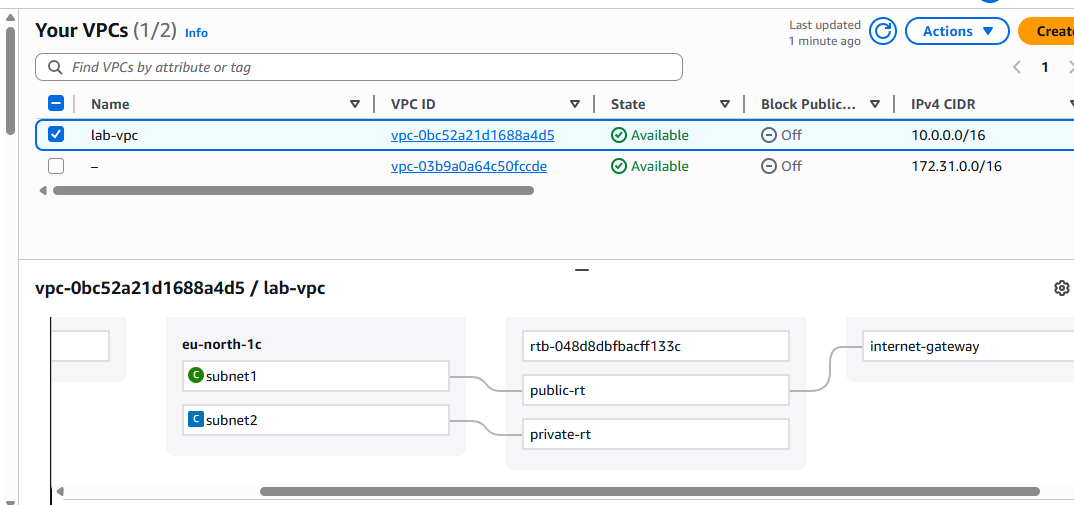 Your VPCs (1/2) Info
Last updated
1 minute ago
Actions
Create
Find VPCs by attribute or tag
1
Name VPC ID State Block Public... IPv4 CIDR
lab-vpc vpc-0bc52a21d1688a4d5 Available Off 10.0.0.0/16
– vpc-03b9a0a64c50fccde Available Off 172.31.0.0/16
vpc-0bc52a21d1688a4d5 / lab-vpc
eu-north-1c
C subnet1
C subnet2
rtb-048d8dbfbacff133c
public-rt
private-rt
internet-gateway